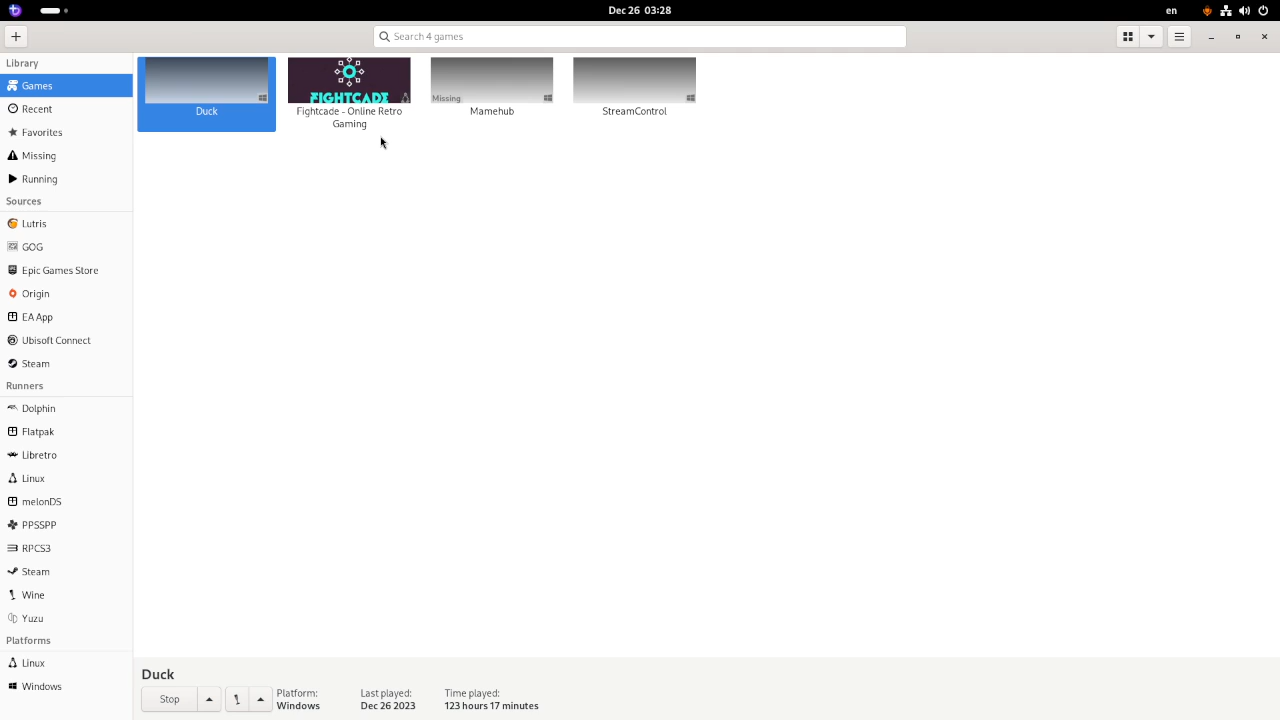 Dec 26 03:28
en
Search 4 games
Library
Games
Recent
Favorites
Missing
Running
Sources
Lutris
GOG
Epic Games Store
Origin
EA App
Ubisoft Connect
Steam
Runners
Dolphin
Flatpak
Libretro
Linux
melonDS
PPSSPP
RPCS3
Steam
Wine
Yuzu
Platforms
Linux
Windows
Duck
FIGHTCADE
Fightcade - Online Retro
Gaming
Missing
Mamehub
StreamControl
Duck
Stop
Platform:
Windows
Last played:
Dec 26 2023
Time played:
123 hours 17 minutes